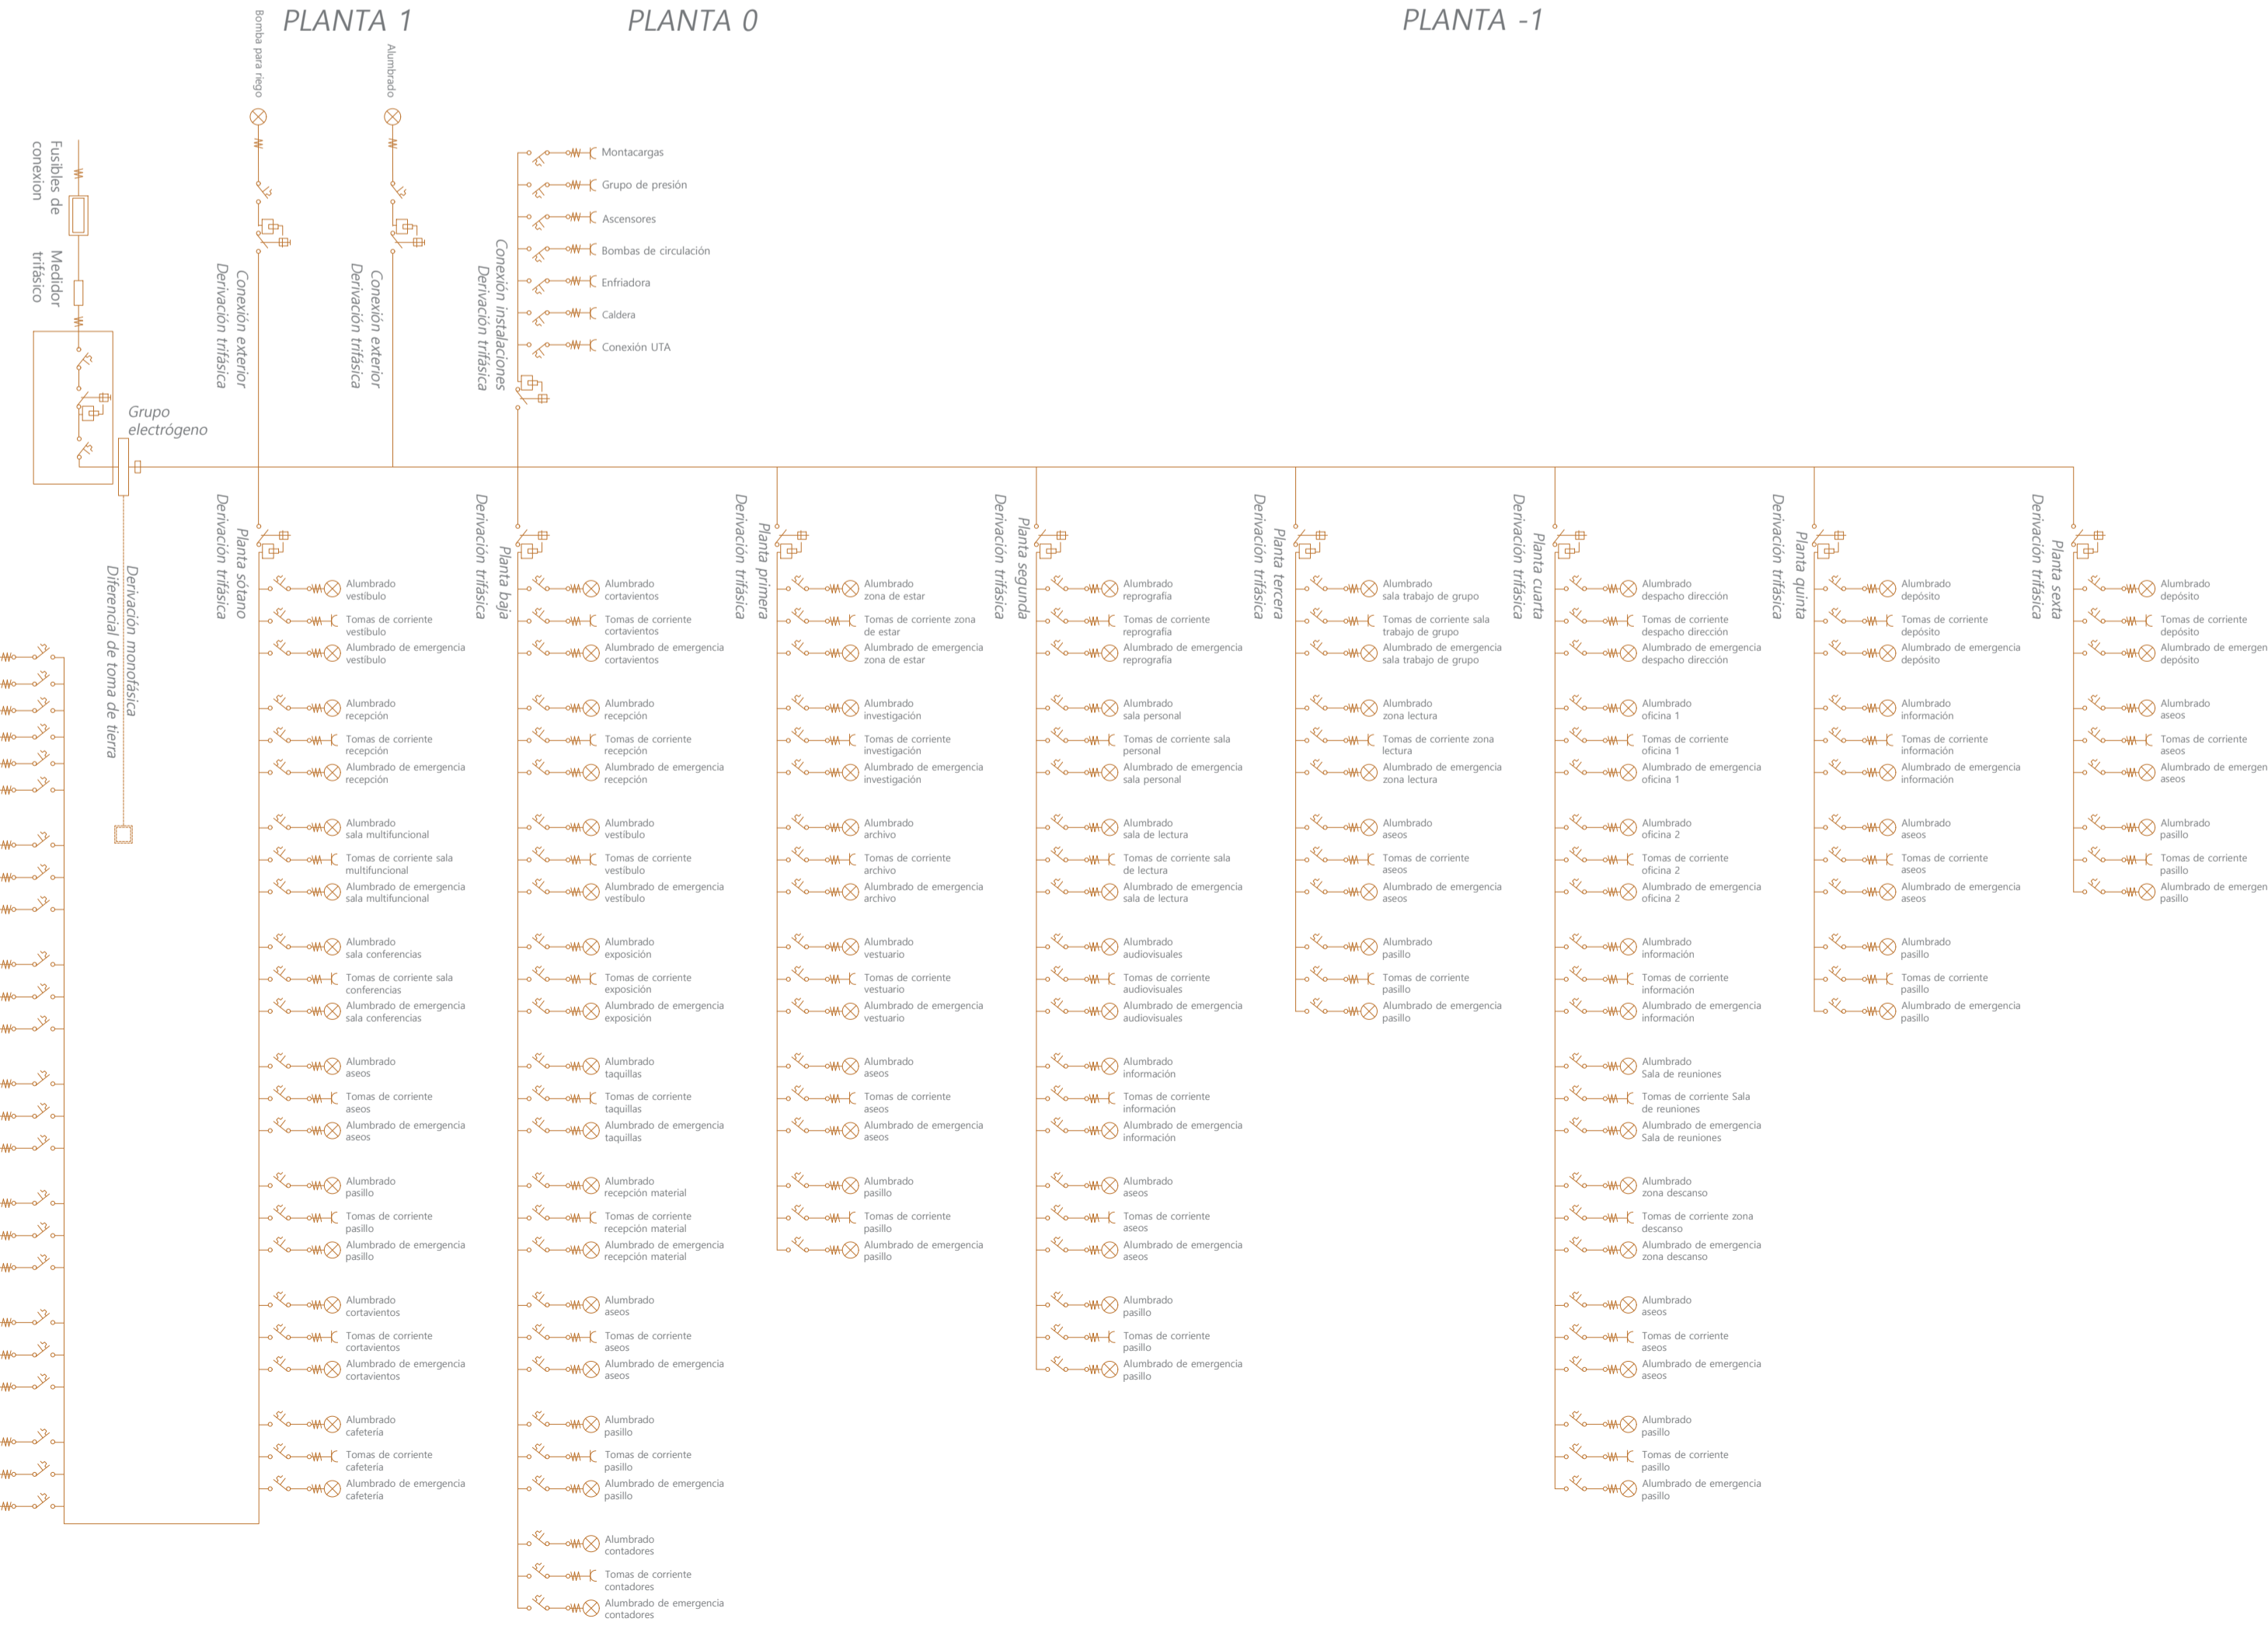 PLANTA 1
PLANTA 0
PLANTA -1
Bomba para riego
Alumbrado
Fusibles de
conexion
Medidor
trifásico
Grupo
electrógeno
Conexión exterior
Derivación trifásica
Conexión exterior
Derivación trifásica
Conexión instalaciones
Derivación trifásica
Montacargas
Grupo de presión
Ascensores
Bombas de circulación
Enfriadora
Caldera
Conexión UTA
Derivación monofásica
Diferencial de toma de tierra
Planta sótano
Derivación trifásica
Alumbrado
vestíbulo
Tomas de corriente
vestíbulo
Alumbrado de emergencia
vestíbulo
Alumbrado
recepción
Tomas de corriente
recepción
Alumbrado de emergencia
recepción
Alumbrado
sala multifuncional
Tomas de corriente sala
multifuncional
Alumbrado de emergencia
sala multifuncional
Alumbrado
sala conferencias
Tomas de corriente sala
conferencias
Alumbrado de emergencia
sala conferencias
Alumbrado
aseos
Tomas de corriente
aseos
Alumbrado de emergencia
aseos
Alumbrado
pasillo
Tomas de corriente
pasillo
Alumbrado de emergencia
pasillo
Alumbrado
cortavientos
Tomas de corriente
cortavientos
Alumbrado de emergencia
cortavientos
Alumbrado
cafetería
Tomas de corriente
cafetería
Alumbrado de emergencia
cafetería
Planta baja
Derivación trifásica
Alumbrado
cortavientos
Tomas de corriente
cortavientos
Alumbrado de emergencia
cortavientos
Alumbrado
recepción
Tomas de corriente
recepción
Alumbrado de emergencia
recepción
Alumbrado
vestíbulo
Tomas de corriente
vestíbulo
Alumbrado de emergencia
vestíbulo
Alumbrado
exposición
Tomas de corriente
exposición
Alumbrado de emergencia
exposición
Alumbrado
taquillas
Tomas de corriente
taquillas
Alumbrado de emergencia
taquillas
Alumbrado
recepción material
Tomas de corriente
recepción material
Alumbrado de emergencia
recepción material
Alumbrado
aseos
Tomas de corriente
aseos
Alumbrado de emergencia
aseos
Alumbrado
pasillo
Tomas de corriente
pasillo
Alumbrado de emergencia
pasillo
Alumbrado
contadores
Tomas de corriente
contadores
Alumbrado de emergencia
contadores
Planta primera
Derivación trifásica
Alumbrado
zona de estar
Tomas de corriente zona
de estar
Alumbrado de emergencia
zona de estar
Alumbrado
investigación
Tomas de corriente
investigación
Alumbrado de emergencia
investigación
Alumbrado
archivo
Tomas de corriente
archivo
Alumbrado de emergencia
archivo
Alumbrado
vestuario
Tomas de corriente
vestuario
Alumbrado de emergencia
vestuario
Alumbrado
aseos
Tomas de corriente
aseos
Alumbrado de emergencia
aseos
Alumbrado
pasillo
Tomas de corriente
pasillo
Alumbrado de emergencia
pasillo
Planta segunda
Derivación trifásica
Alumbrado
reprografia
Tomas de corriente
reprografia
Alumbrado de emergencia
reprografia
Alumbrado
sala personal
Tomas de corriente sala
personal
Alumbrado de emergencia
sala personal
Alumbrado
sala de lectura
Tomas de corriente sala
de lectura
Alumbrado de emergencia
sala de lectura
Alumbrado
audiovisuales
Tomas de corriente
audiovisuales
Alumbrado de emergencia
audiovisuales
Alumbrado
información
Tomas de corriente
información
Alumbrado de emergencia
información
Alumbrado
aseos
Tomas de corriente
aseos
Alumbrado de emergencia
aseos
Alumbrado
pasillo
Tomas de corriente
pasillo
Alumbrado de emergencia
pasillo
Planta tercera
Derivación trifásica
Alumbrado
sala trabajo de grupo
Tomas de corriente sala
trabajo de grupo
Alumbrado de emergencia
sala trabajo de grupo
Alumbrado
zona lectura
Tomas de corriente zona
lectura
Alumbrado de emergencia
zona lectura
Alumbrado
aseos
Tomas de corriente
aseos
Alumbrado de emergencia
aseos
Alumbrado
pasillo
Tomas de corriente
pasillo
Alumbrado de emergencia
pasillo
Planta cuarta
Derivación trifásica
Alumbrado
despacho dirección
Tomas de corriente
despacho dirección
Alumbrado de emergencia
despacho dirección
Alumbrado
oficina 1
Tomas de corriente
oficina 1
Alumbrado de emergencia
oficina 1
Alumbrado
oficina 2
Tomas de corriente
oficina 2
Alumbrado de emergencia
oficina 2
Alumbrado
información
Tomas de corriente
información
Alumbrado de emergencia
información
Alumbrado
Sala de reuniones
Tomas de corriente Sala
de reuniones
Alumbrado de emergencia
Sala de reuniones
Alumbrado
zona descanso
Tomas de corriente zona
descanso
Alumbrado de emergencia
zona descanso
Alumbrado
aseos
Tomas de corriente
aseos
Alumbrado de emergencia
aseos
Alumbrado
pasillo
Tomas de corriente
pasillo
Alumbrado de emergencia
pasillo
Planta quinta
Derivación trifásica
Alumbrado
depósito
Tomas de corriente
depósito
Alumbrado de emergencia
depósito
Alumbrado
información
Tomas de corriente
información
Alumbrado de emergencia
información
Alumbrado
aseos
Tomas de corriente
aseos
Alumbrado de emergencia
aseos
Alumbrado
pasillo
Tomas de corriente
pasillo
Alumbrado de emergencia
pasillo
Planta sexta
Derivación trifásica
Alumbrado
depósito
Tomas de corriente
depósito
Alumbrado de emergen
depósito
Alumbrado
aseos
Tomas de corriente
aseos
Alumbrado de emergen
aseos
Alumbrado
pasillo
Tomas de corriente
pasillo
Alumbrado de emergen
pasillo